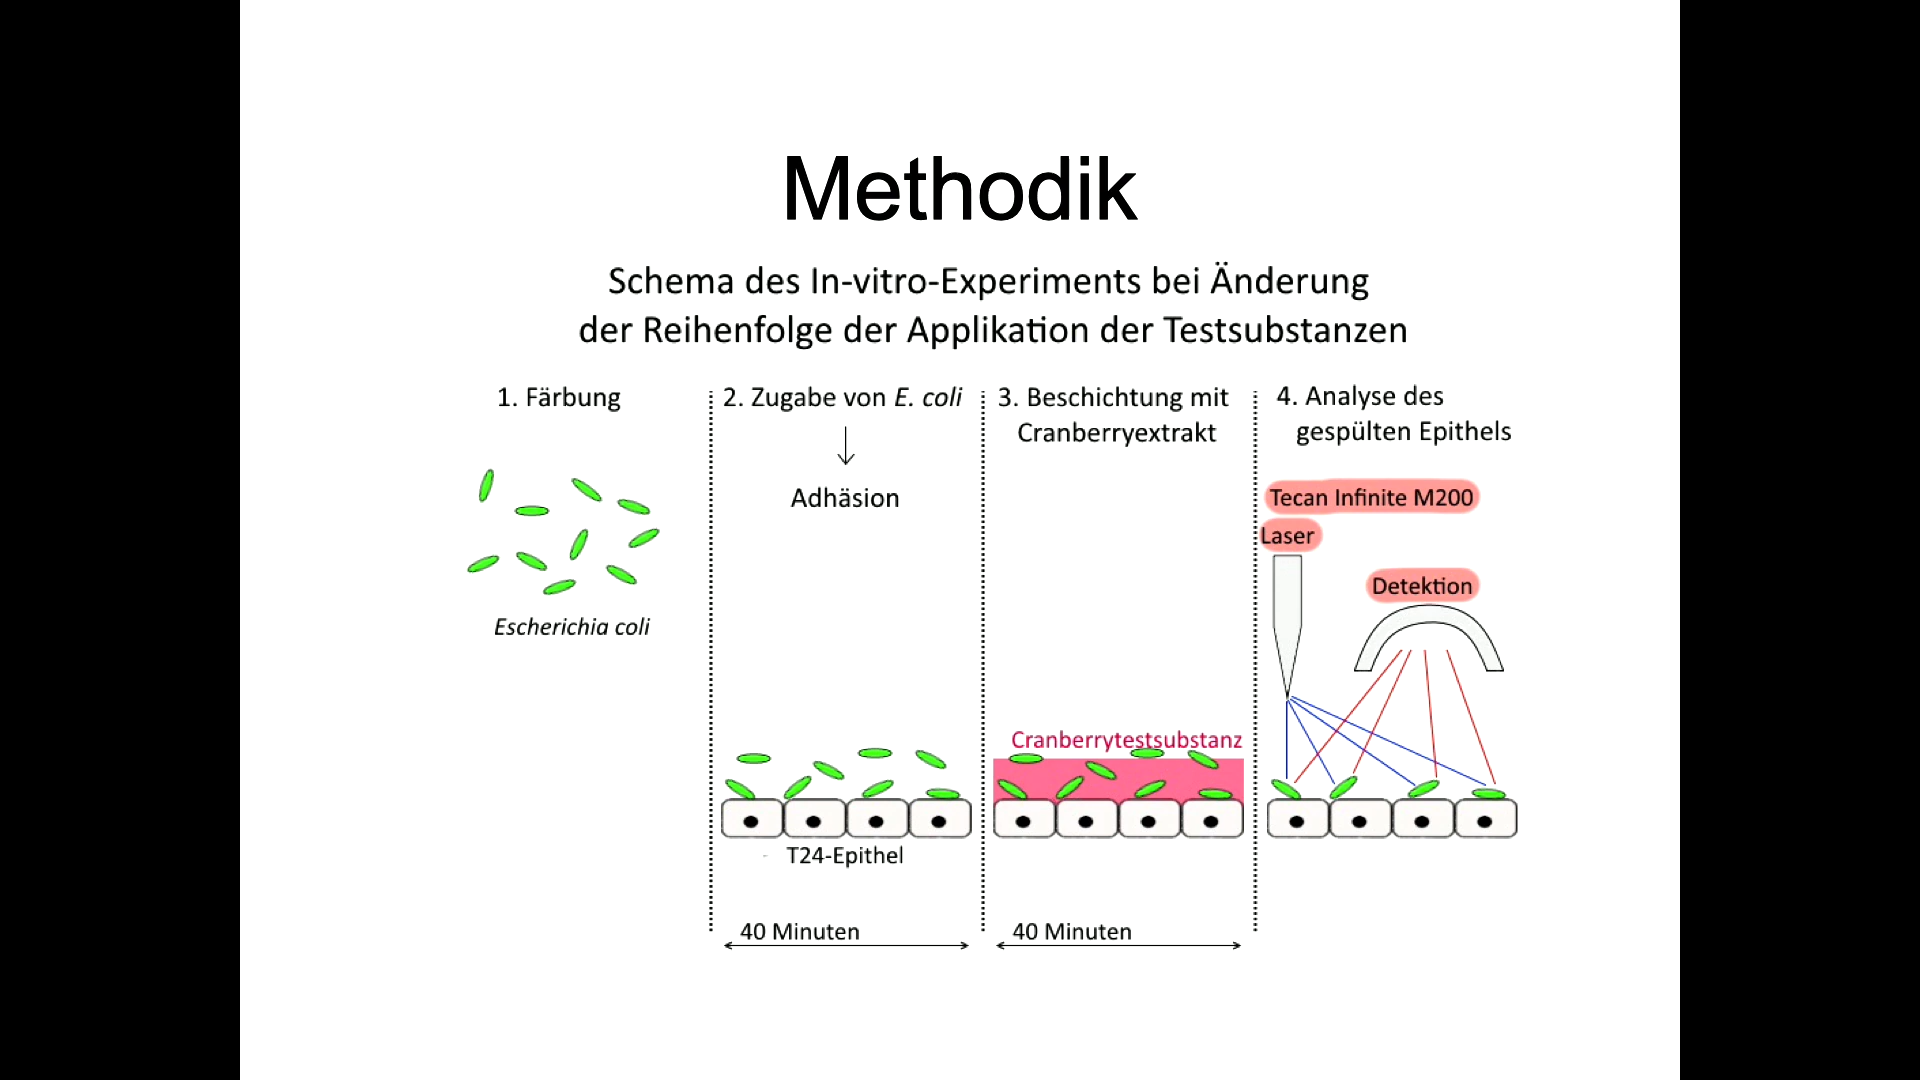 Methodik
Schema des In-vitro-Experiments bei Änderung
der Reihenfolge der Applikation der Testsubstanzen
1. Färbung
Escherichia coli
2. Zugabe von E. coli
Adhäsion
T24-Epithel
40 Minuten
3. Beschichtung mit
Cranberryextrakt
Cranberrytestsubstanz
40 Minuten
4. Analyse des
gespülten Epithels
Tecan Infinite M200
Laser
Detektion